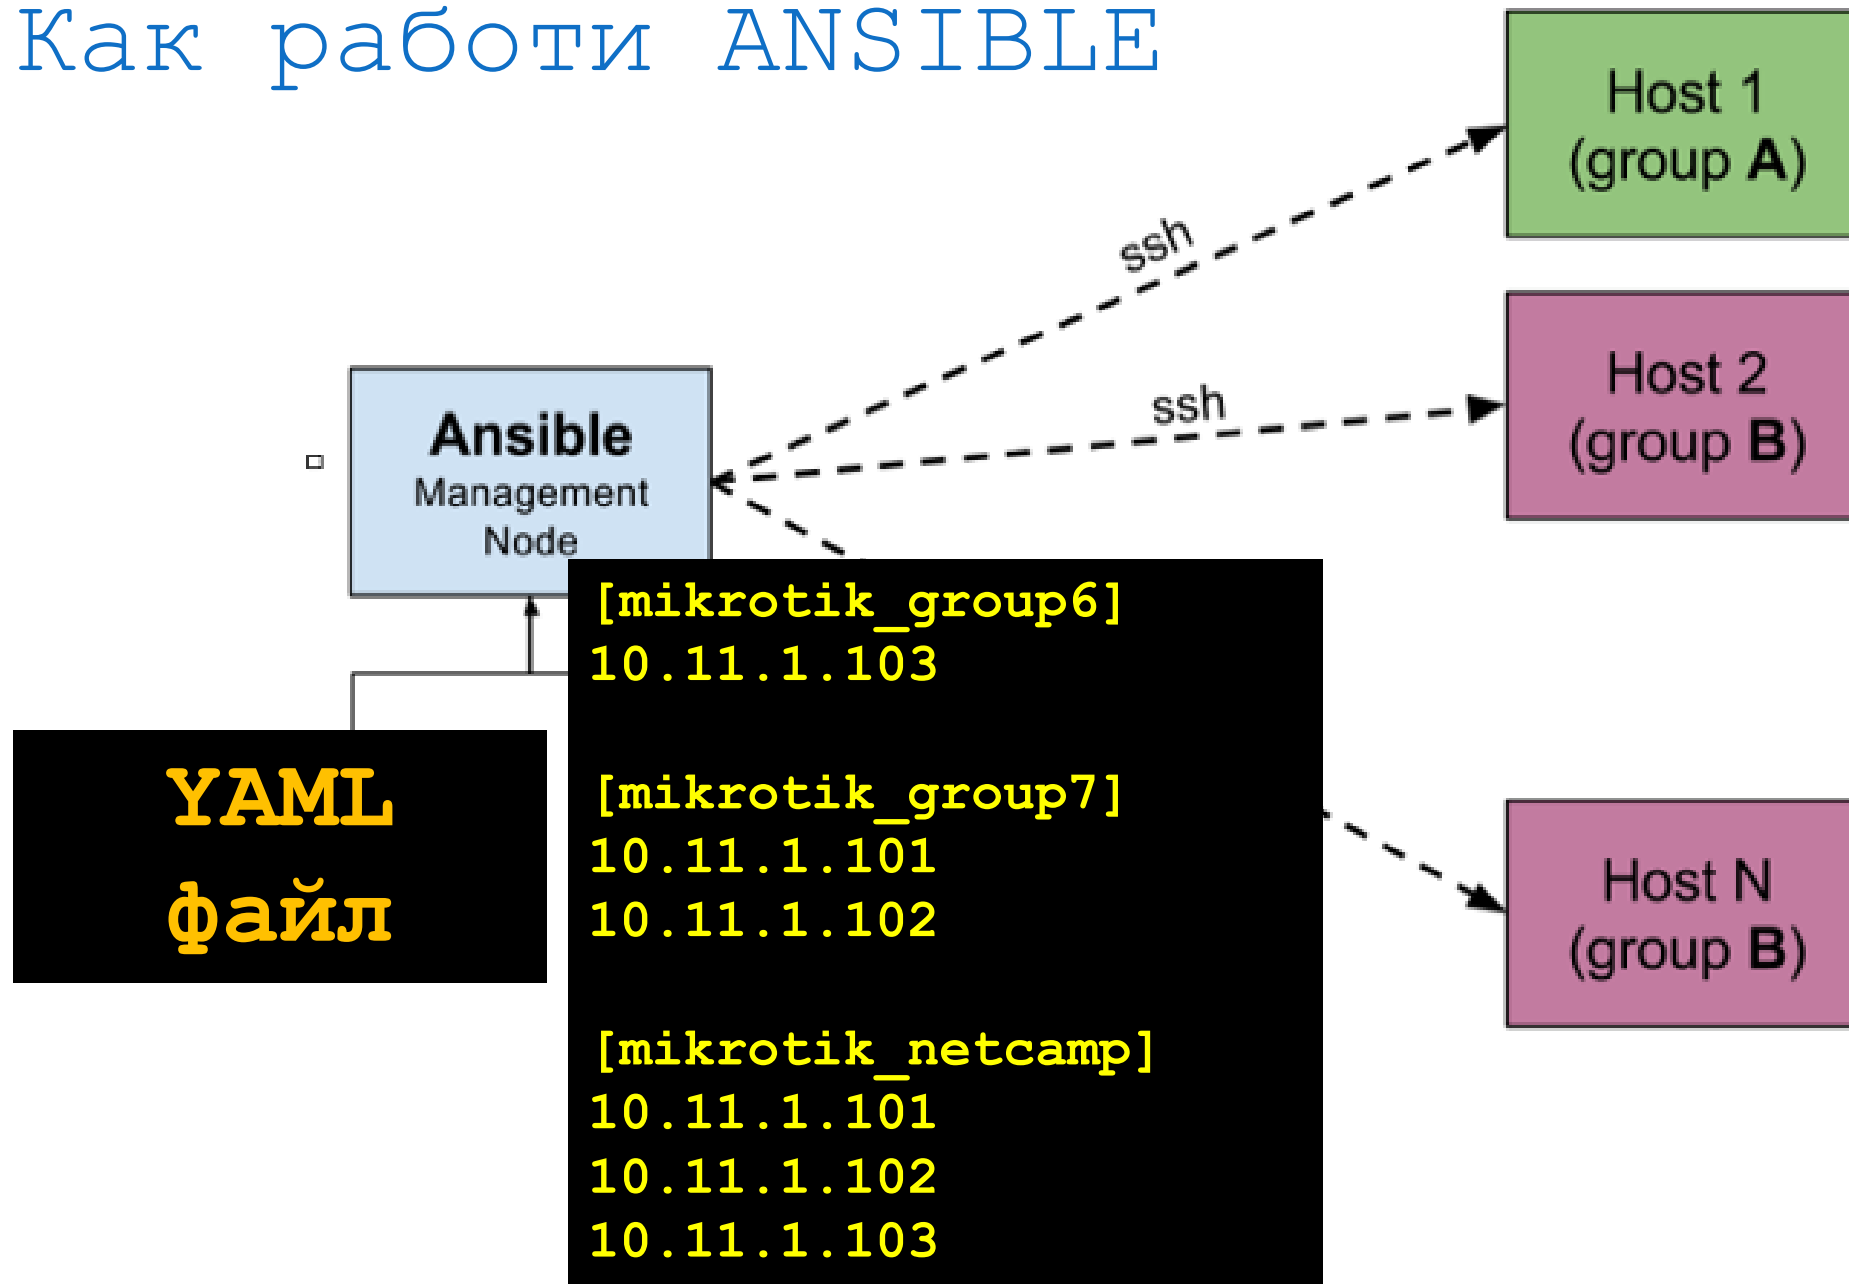 Как работи ANSIBLE
Host 1
(group A)
ssh
Host 2
(group B)
ssh
Ansible
Management
Node
[mikrotik_group6]
10.11.1.103
[mikrotik_group7]
10.11.1.101
10.11.1.102
[mikrotik_netcamp]
10.11.1.101
10.11.1.102
10.11.1.103
YAML
файл
Host N
(group B)